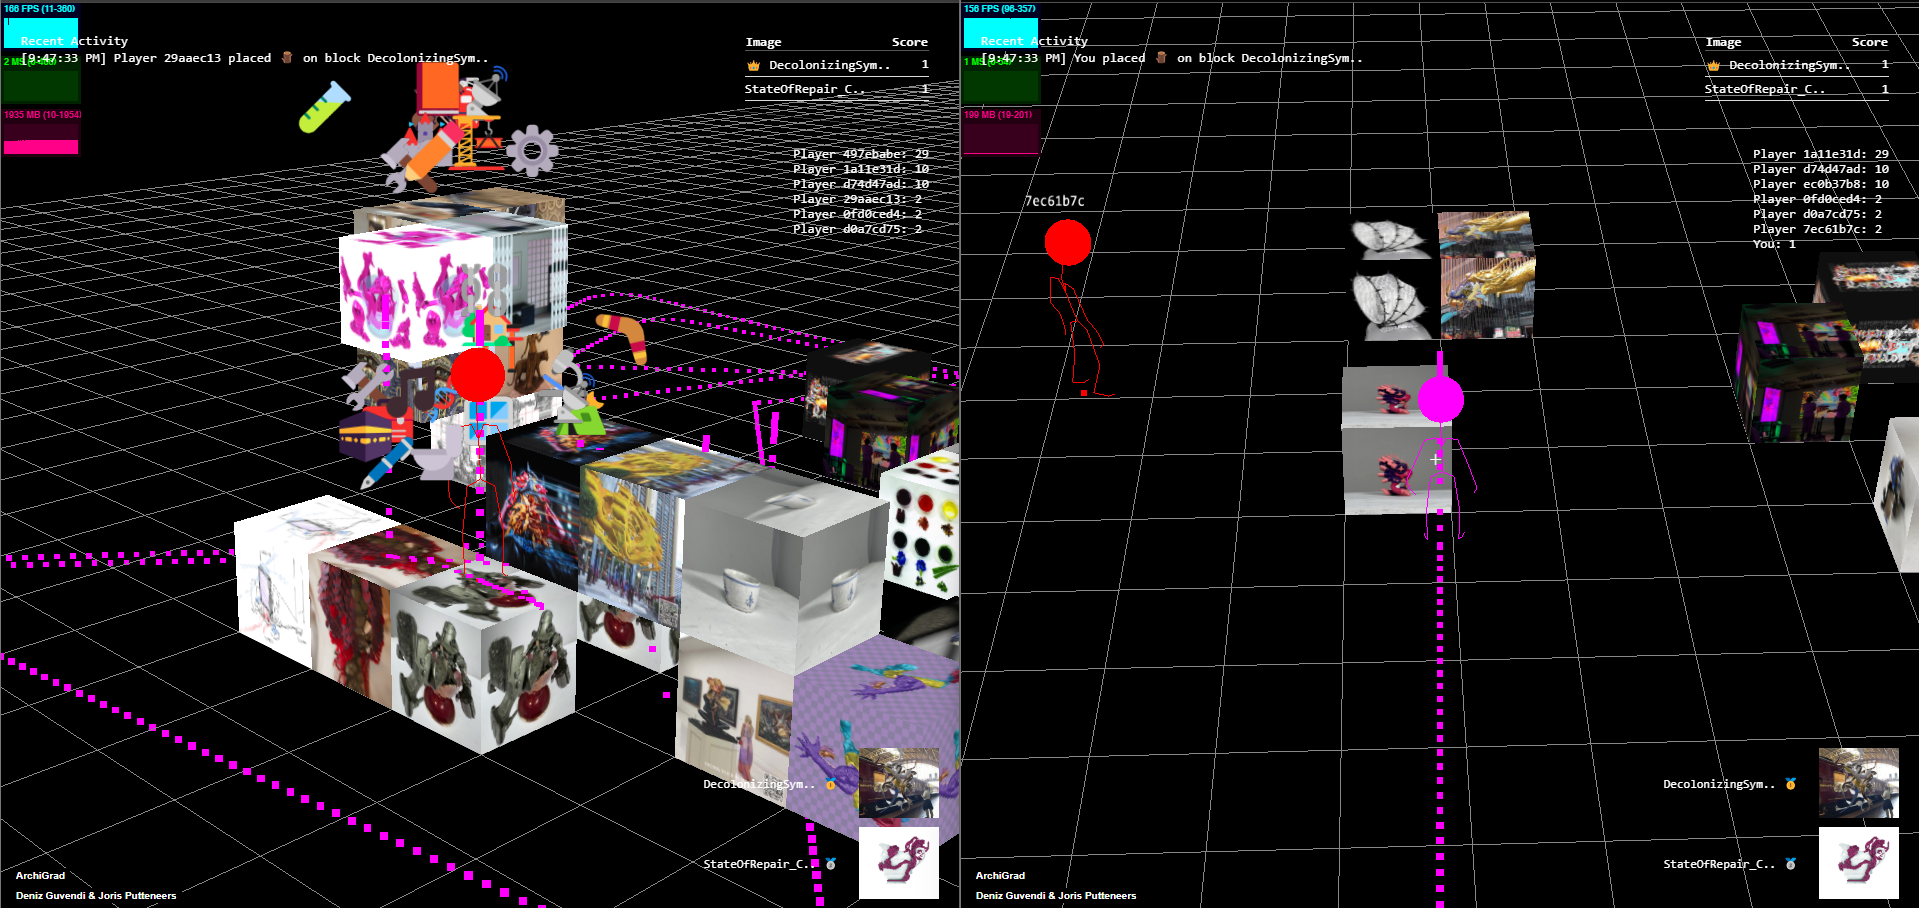 166 FPS (11-360)
Recent Activity
[9:47:33 PM] Player 29aaec13 placed on block DecolonizingSym..
2 MS
1935 MB (10-1954)
Image Score
DecolonizingSym.. 1
StateOfRepair_C.. 1
Player 497ebabe: 29
Player 1a11e31d: 10
Player d74d47ad: 10
Player 29aaec13: 2
Player 0fd0ced4: 2
Player d0a7cd75: 2
DecolonizingSym..
StateOfRepair_C..
ArchiGrad
Deniz Guvendi & Joris Putteneers
156 FPS (96-357)
Recent Activity
[9:47:33 PM] You placed on block DecolonizingSym..
1 MS
199 MB (19-201)
Image Score
DecolonizingSym.. 1
StateOfRepair_C.. 1
Player 1a11e31d: 29
Player d74d47ad: 10
Player ec0b37b8: 10
Player 0fd0ced4: 2
Player d0a7cd75: 2
Player 7ec61b7c: 2
You: 1
7ec61b7c
DecolonizingSym..
StateOfRepair_C..
ArchiGrad
Deniz Guvendi & Joris Putteneers